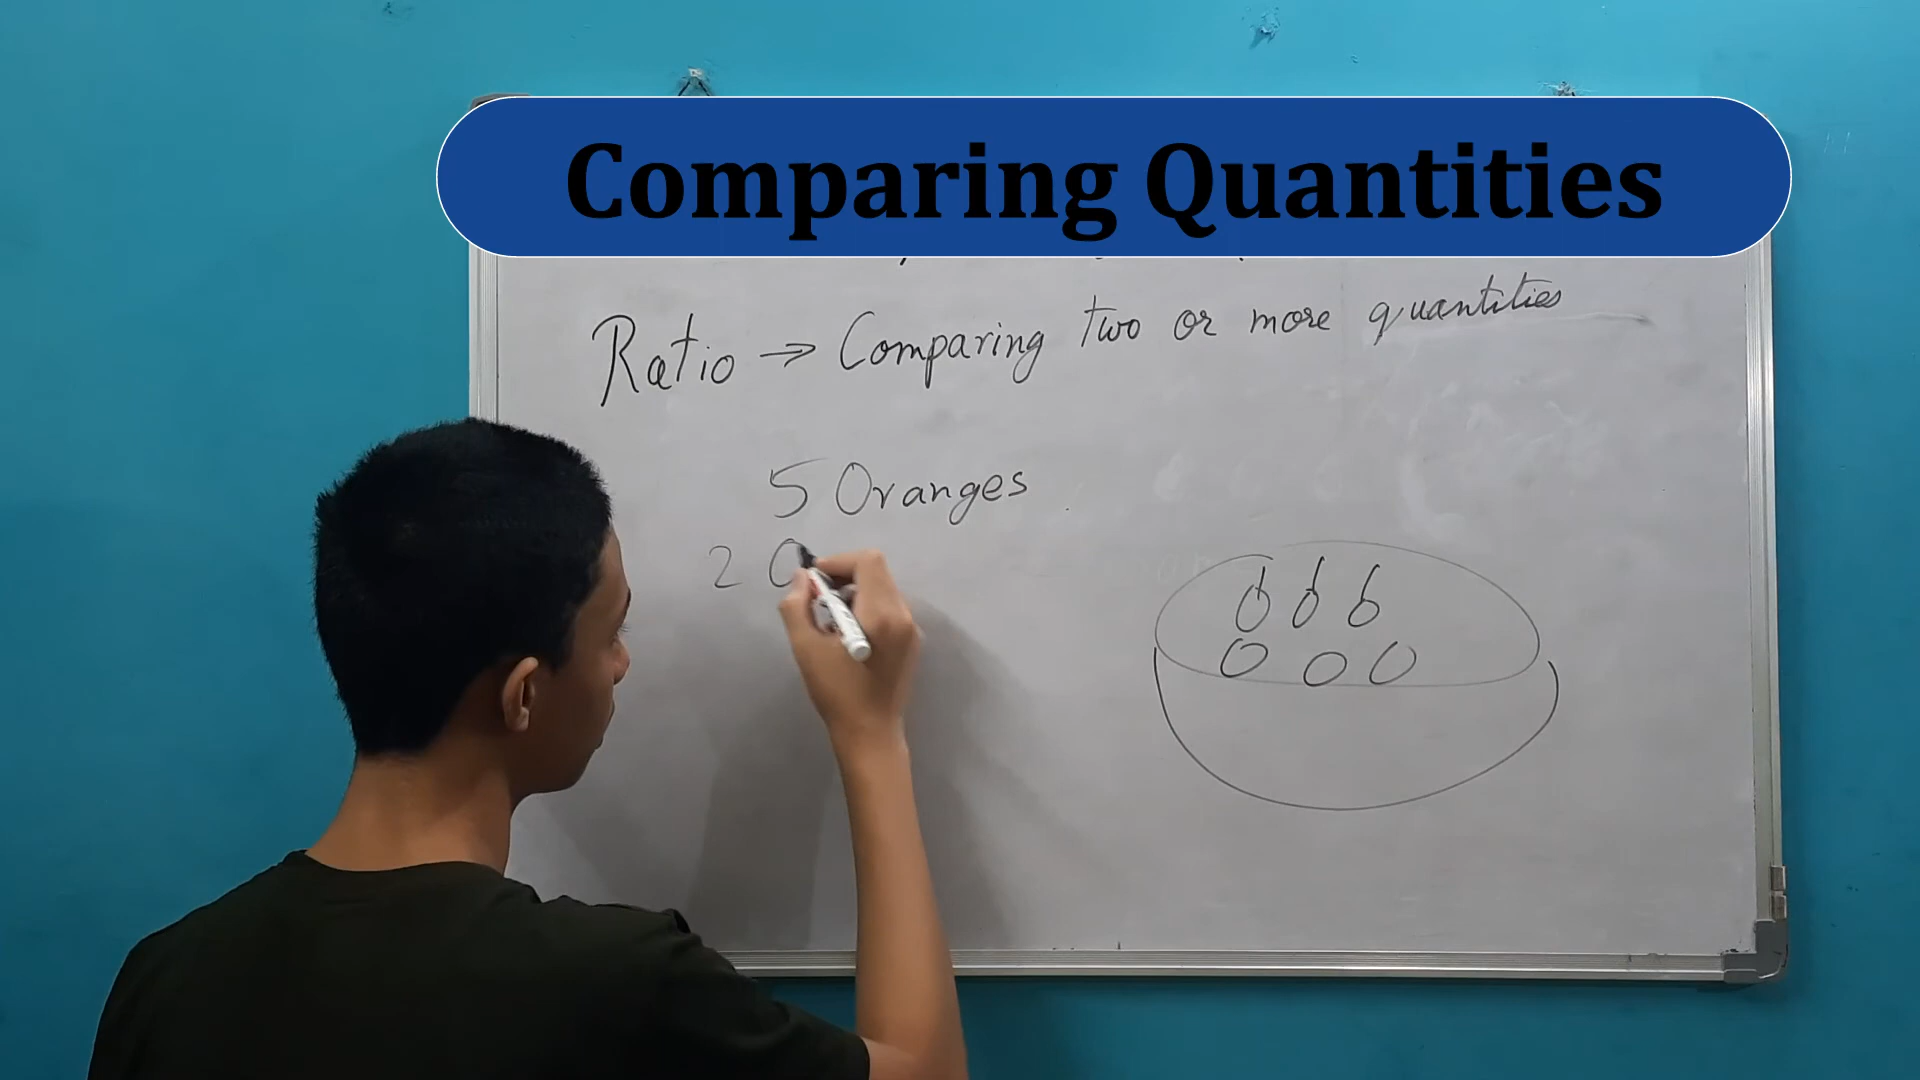 Comparing Quantities
Ratio → Comparing two or more quantities
5 Oranges
2 O